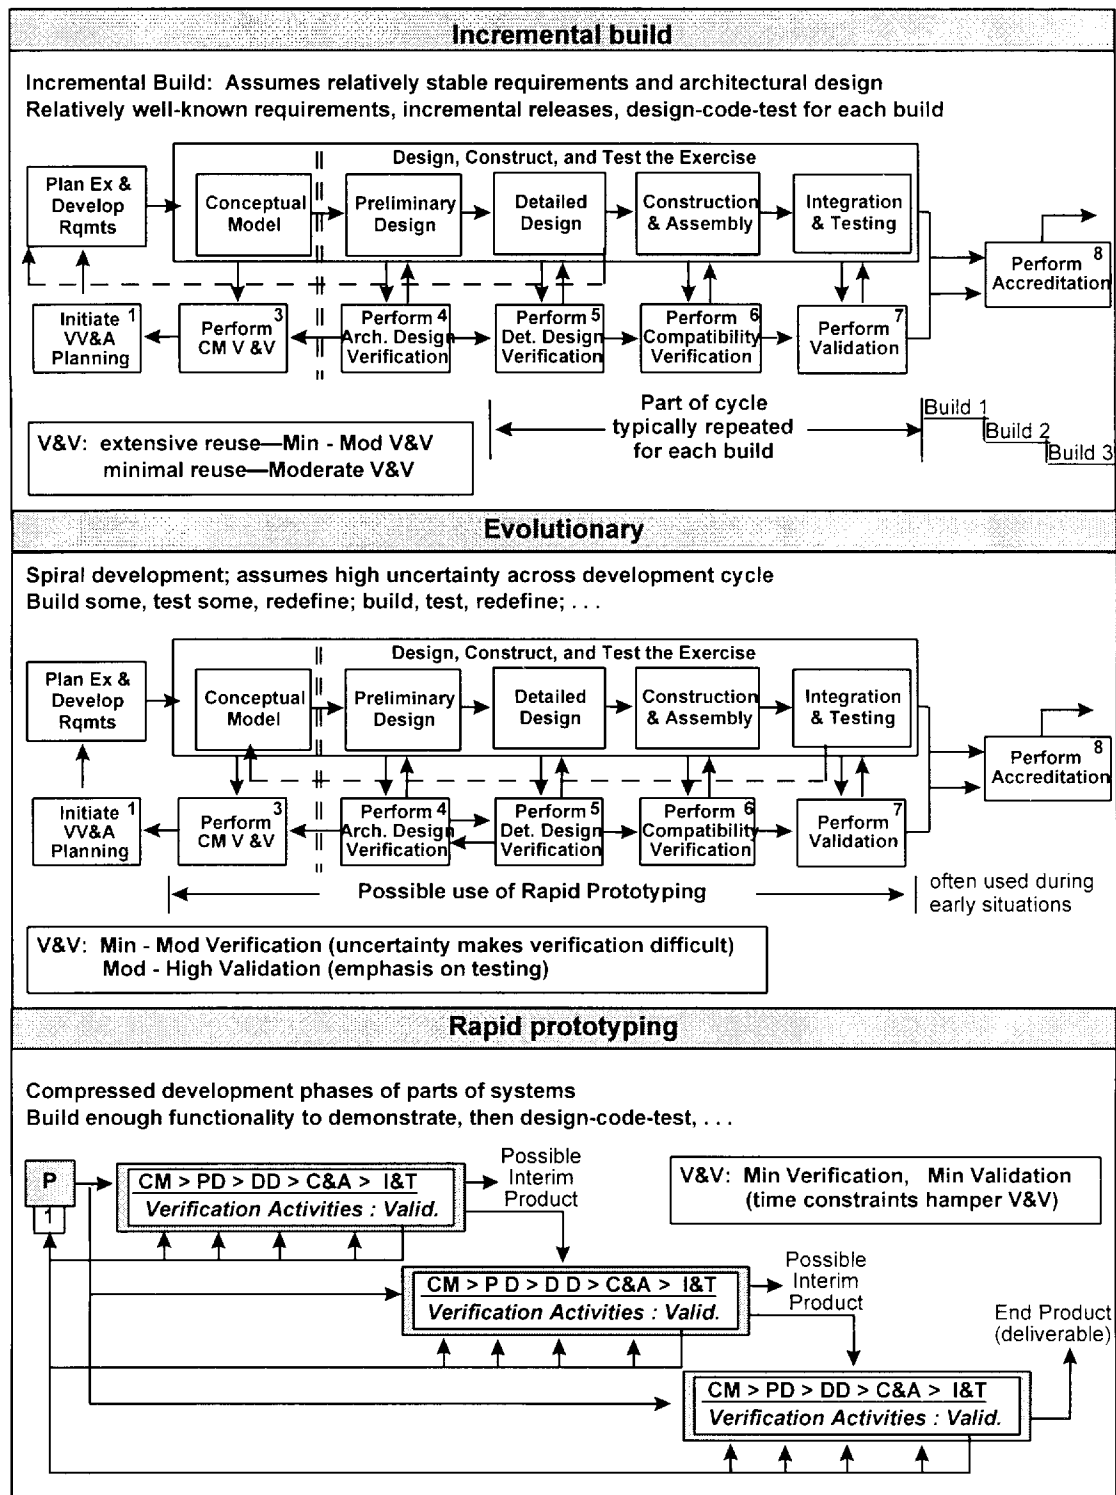 Incremental build
Incremental Build: Assumes relatively stable requirements and architectural design
Relatively well-known requirements, incremental releases, design-code-test for each build
Design, Construct, and Test the Exercise
Plan Ex &
Develop
Rqmts
Conceptual
Model
Preliminary
Design
Detailed
Design
Construction
& Assembly
Integration
& Testing
8
Perform
Accreditation
1
Initiate
VV&A
Planning
3
Perform
CM V &V
4
Perform
Arch. Design
Verification
5
Perform
Det. Design
Verification
6
Perform
Compatibility
Verification
7
Perform
Validation
Part of cycle
typically repeated
for each build
Build 1
Build 2
Build 3
V&V: extensive reuse—Min - Mod V&V
minimal reuse—Moderate V&V
Evolutionary
Spiral development; assumes high uncertainty across development cycle
Build some, test some, redefine; build, test, redefine; . . .
Design, Construct, and Test the Exercise
Plan Ex &
Develop
Rqmts
Conceptual
Model
Preliminary
Design
Detailed
Design
Construction
& Assembly
Integration
& Testing
8
Perform
Accreditation
1
Initiate
VV&A
Planning
3
Perform
CM V &V
4
Perform
Arch. Design
Verification
5
Perform
Det. Design
Verification
6
Perform
Compatibility
Verification
7
Perform
Validation
Possible use of Rapid Prototyping
often used during
early situations
V&V: Min - Mod Verification (uncertainty makes verification difficult)
Mod - High Validation (emphasis on testing)
Rapid prototyping
Compressed development phases of parts of systems
Build enough functionality to demonstrate, then design-code-test, . . .
P
1
CM > PD > DD > C&A > I&T
Verification Activities : Valid.
Possible
Interim
Product
V&V: Min Verification, Min Validation
(time constraints hamper V&V)
CM > P D > D D > C&A > I&T
Verification Activities : Valid.
Possible
Interim
Product
End Product
(deliverable)
CM > PD > DD > C&A > I&T
Verification Activities : Valid.